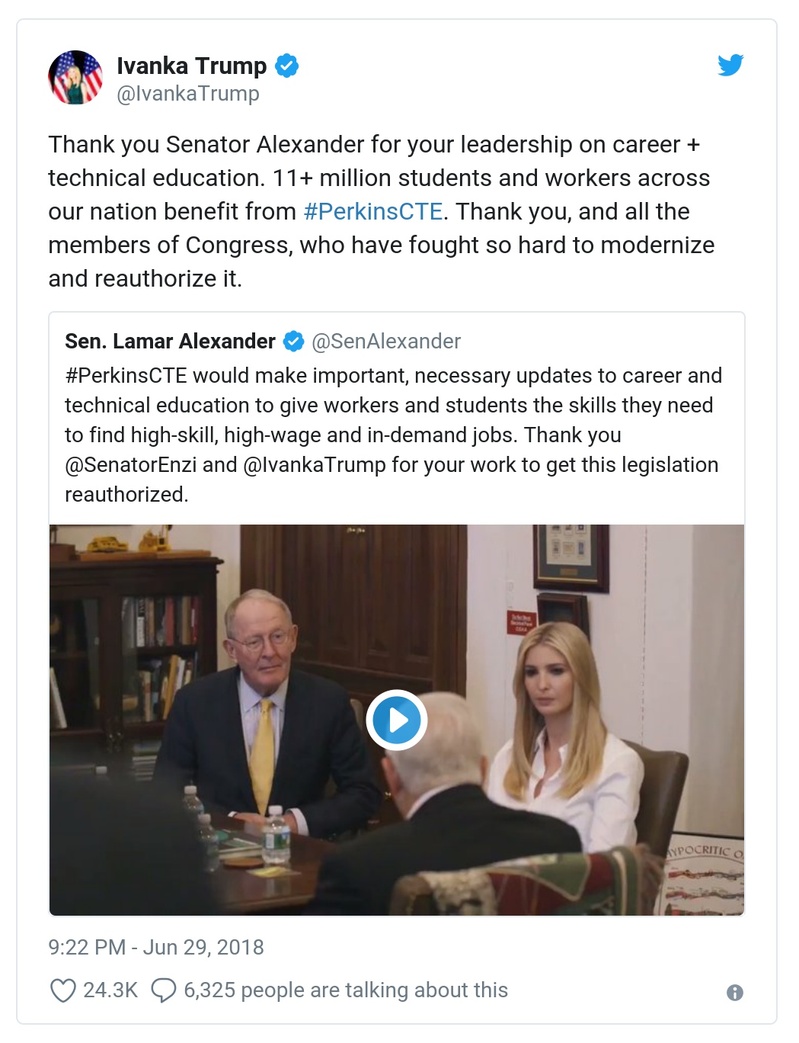 Ivanka Trump
@IvankaTrump
Thank you Senator Alexander for your leadership on career +
technical education. 11+ million students and workers across
our nation benefit from #PerkinsCTE. Thank you, and all the
members of Congress, who have fought so hard to modernize
and reauthorize it.
Sen. Lamar Alexander @SenAlexander
#PerkinsCTE would make important, necessary updates to career and
technical education to give workers and students the skills they need
to find high-skill, high-wage and in-demand jobs. Thank you
@SenatorEnzi and @IvankaTrump for your work to get this legislation
reauthorized.
9:22 PM - Jun 29, 2018
24.3K 6,325 people are talking about this